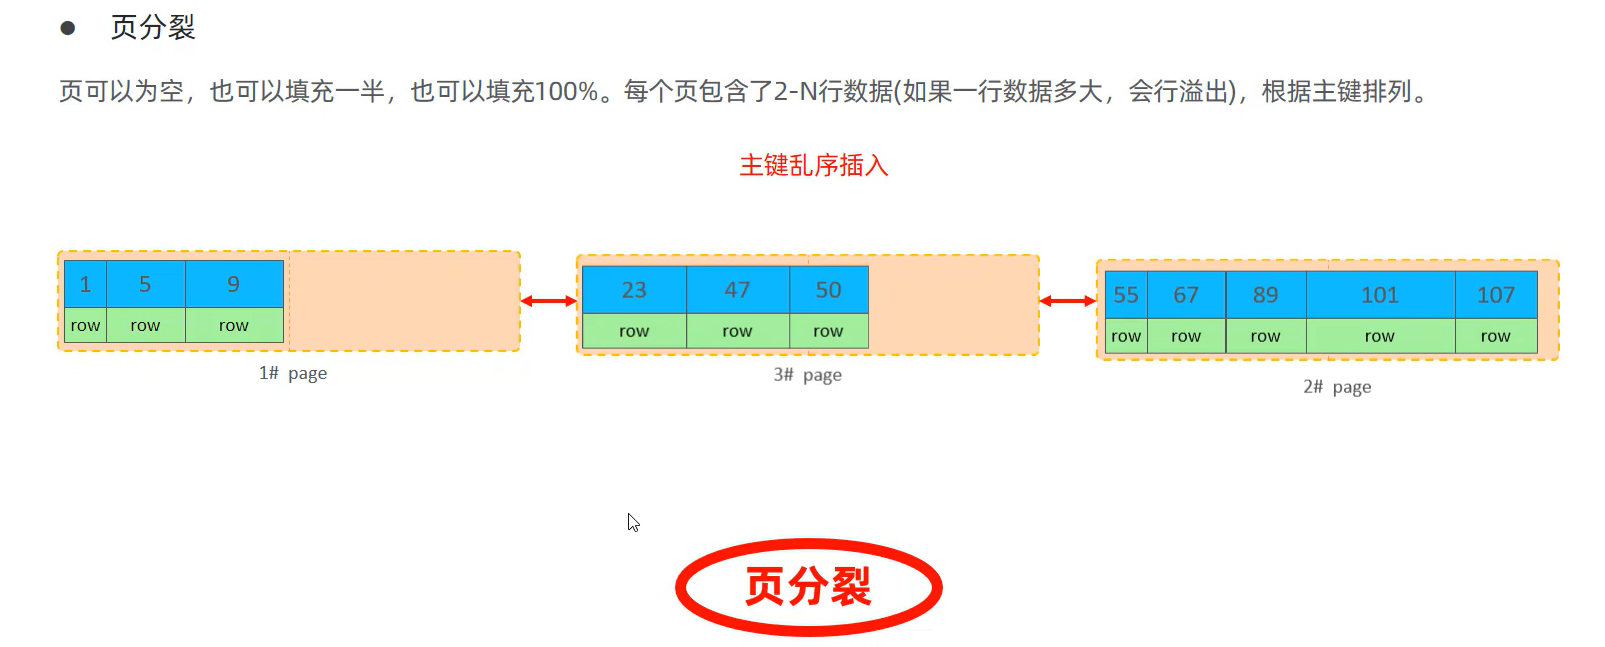 ● 页分裂
页可以为空，也可以填充一半，也可以填充100%。每个页包含了2-N行数据(如果一行数据多大，会行溢出)，根据主键排列。
主键乱序插入
1 5 9
row row row
1# page
23 47 50
row row row
3# page
55 67 89 101 107
row row row row row
2# page
页分裂